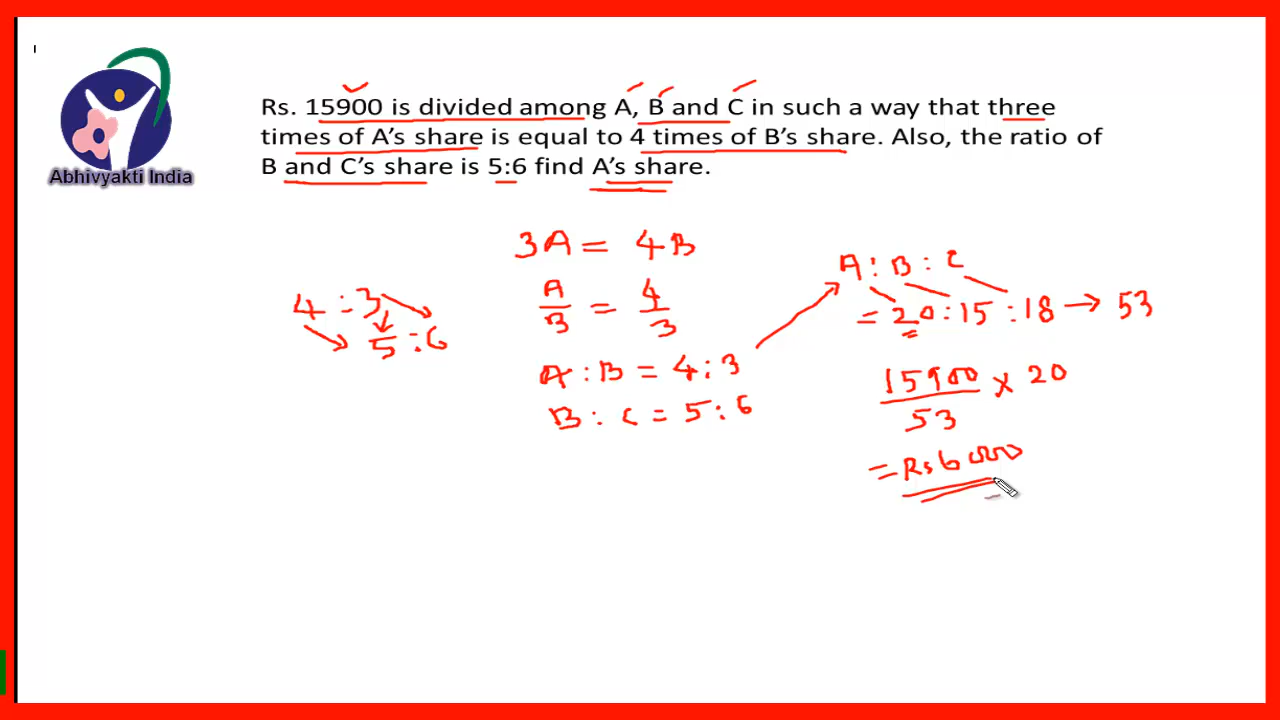 Abhivyakti India
Rs. 15900 is divided among A, B and C in such a way that three
times of A's share is equal to 4 times of B's share. Also, the ratio of
B and C's share is 5:6 find A's share.
4 : 3
5 : 6
3A = 4B
A/B = 4/3
A : B = 4 : 3
B : C = 5 : 6
A : B : C
= 20 : 15 : 18 → 53
15900/53 × 20
= Rs 6000